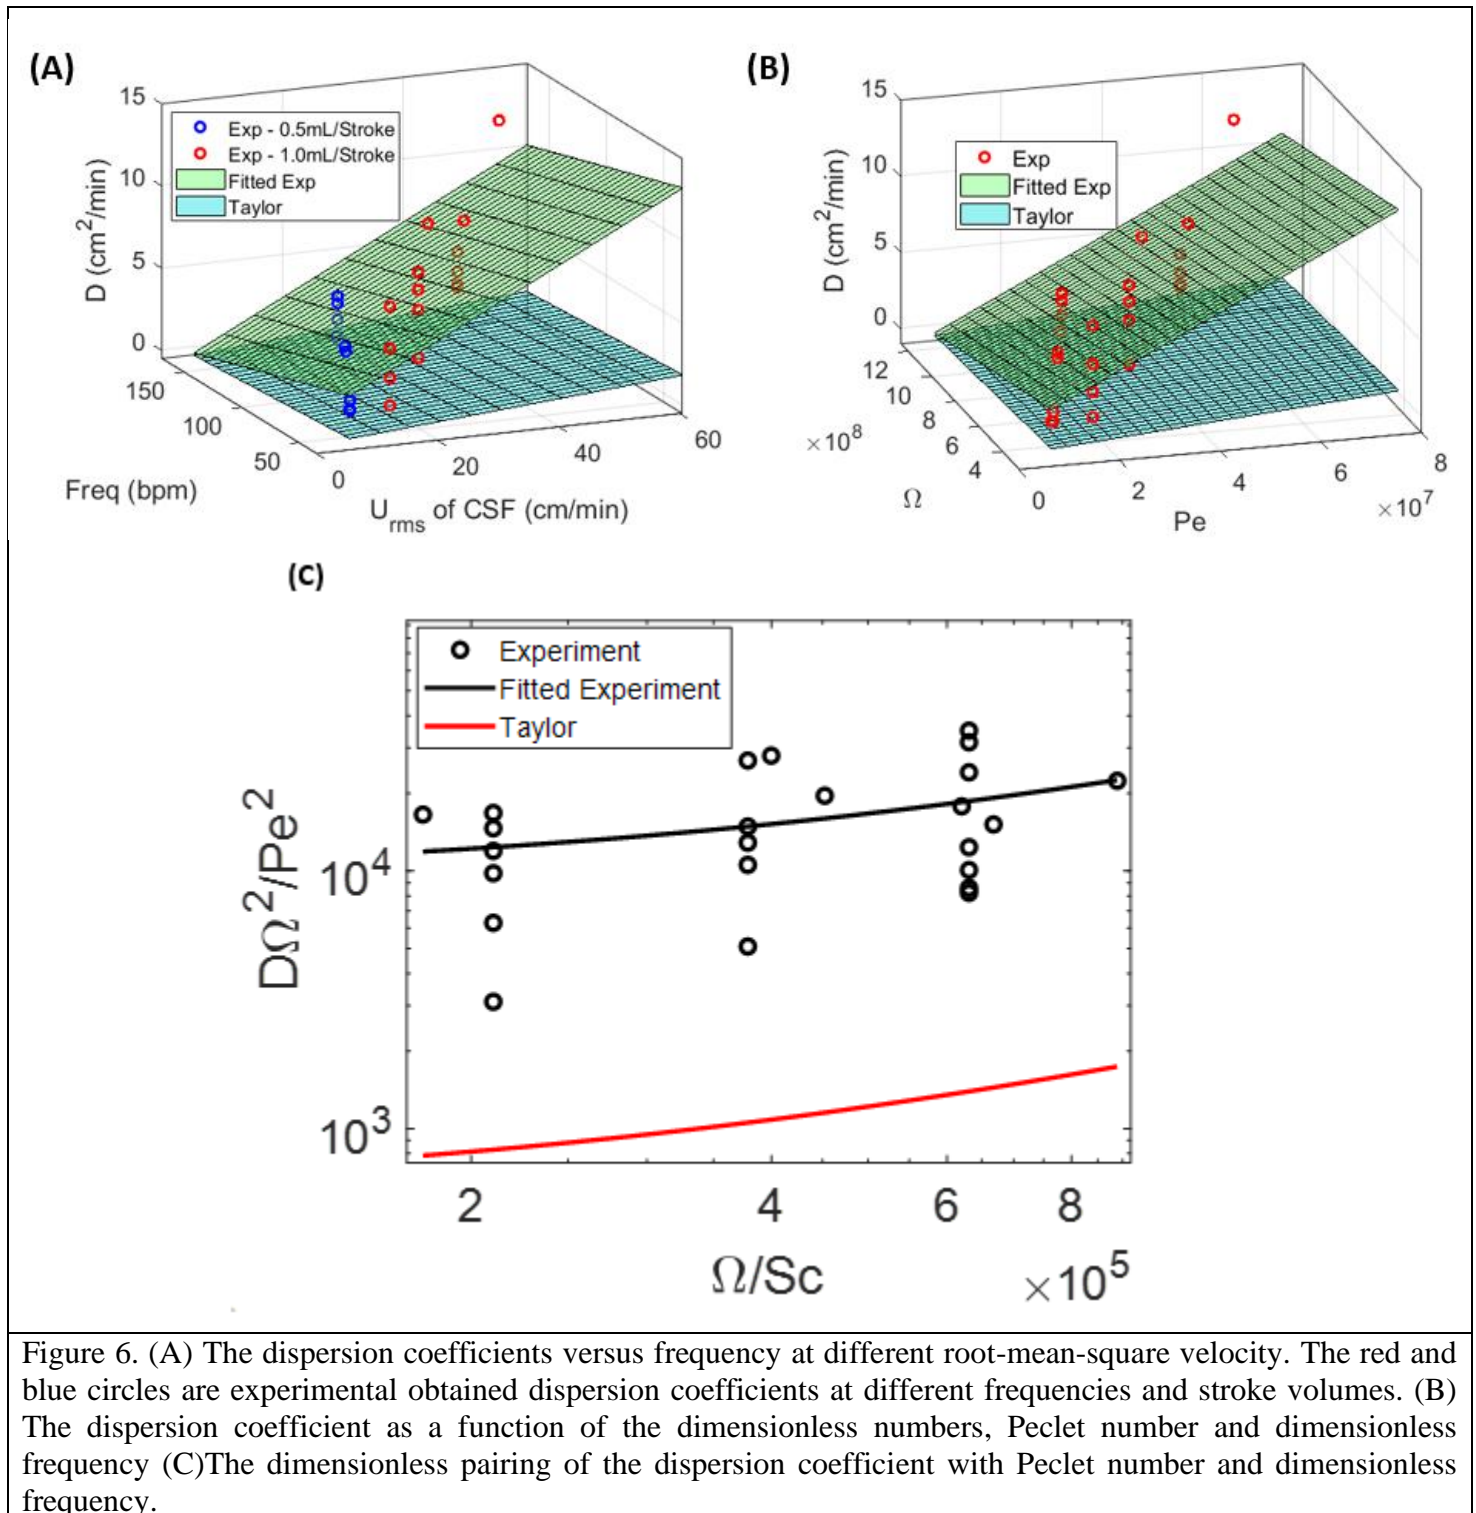 (A)
15
10
5
0
D (cm²/min)
Exp - 0.5mL/Stroke
Exp - 1.0mL/Stroke
Fitted Exp
Taylor
150
100
50
Freq (bpm)
0
20
40
60
U_rms of CSF (cm/min)
(B)
15
10
5
0
D (cm²/min)
Exp
Fitted Exp
Taylor
12
10
8
6
4
×10⁸
Ω
0
2
4
6
8
×10⁷
Pe
(C)
Experiment
Fitted Experiment
Taylor
DΩ²/Pe²
10⁴
10³
2
4
6
8
Ω/Sc
×10⁵
Figure 6. (A) The dispersion coefficients versus frequency at different root-mean-square velocity. The red and
blue circles are experimental obtained dispersion coefficients at different frequencies and stroke volumes. (B)
The dispersion coefficient as a function of the dimensionless numbers, Peclet number and dimensionless
frequency (C)The dimensionless pairing of the dispersion coefficient with Peclet number and dimensionless
frequency.